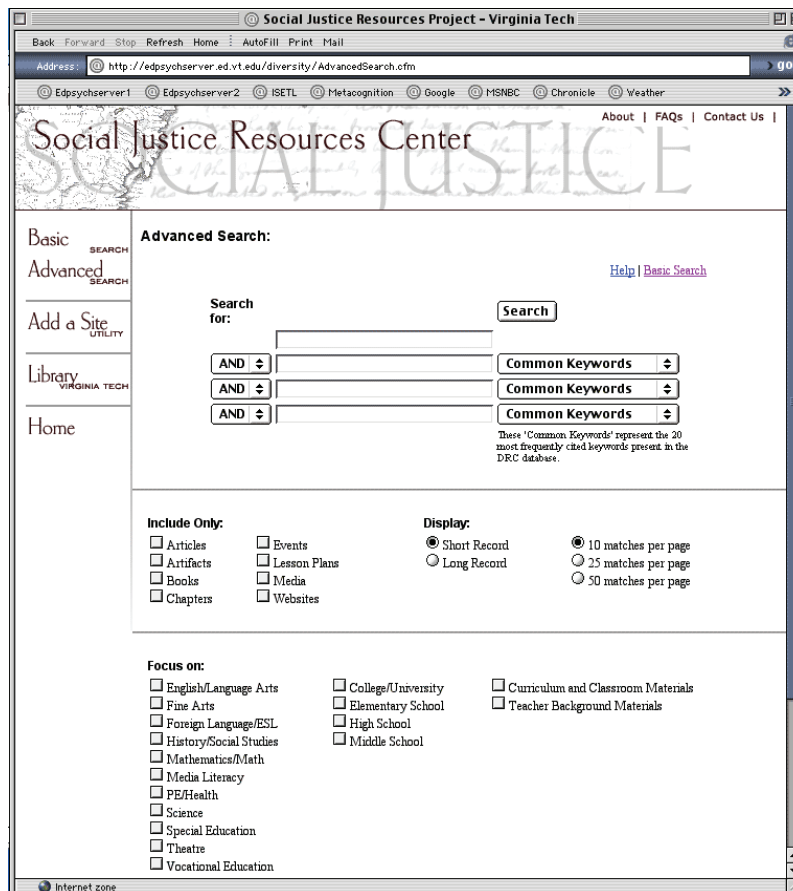 Social Justice Resources Project – Virginia Tech
Back Forward Stop Refresh Home AutoFill Print Mail
Address: http://edpsychserver.ed.vt.edu/diversity/AdvancedSearch.cfm go
Edpsychserver1 Edpsychserver2 ISETL Metacognition Google MSNBC Chronicle Weather »
About | FAQs | Contact Us |
Social Justice Resources Center
SOCIAL JUSTICE
Basic SEARCH
Advanced SEARCH
Add a Site UTILITY
Library VIRGINIA TECH
Home
Advanced Search:
Help | Basic Search
Search for:
Search
AND Common Keywords
AND Common Keywords
AND Common Keywords
These 'Common Keywords' represent the 20
most frequently cited keywords present in the
DRC database.
Include Only:
Articles Events
Artifacts Lesson Plans
Books Media
Chapters Websites
Display:
Short Record 10 matches per page
Long Record 25 matches per page
50 matches per page
Focus on:
English/Language Arts College/University Curriculum and Classroom Materials
Fine Arts Elementary School Teacher Background Materials
Foreign Language/ESL High School
History/Social Studies Middle School
Mathematics/Math
Media Literacy
PE/Health
Science
Special Education
Theatre
Vocational Education
Internet zone